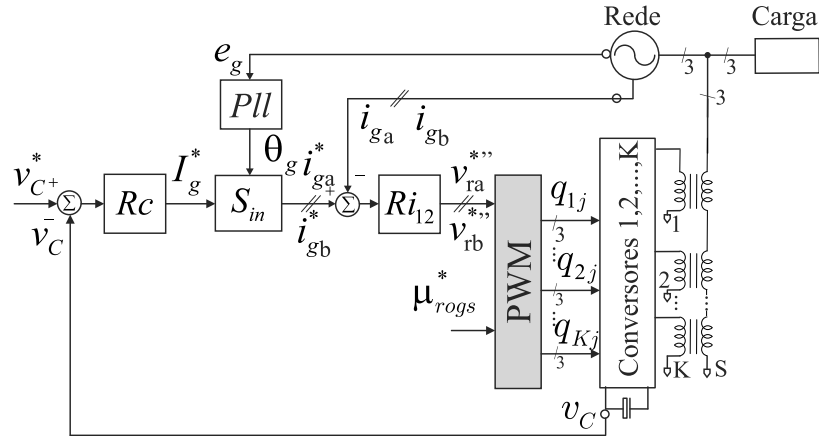 Rede
Carga
3
3
3
e_g
Pll
θ_g
i_ga
i_gb
v*_C
+
Σ
-
v_C
Rc
I*_g
S_in
i*_ga
i*_gb
+
-
Σ
Ri_12
v*''_ra
v*''_rb
μ*_rogs
PWM
q_1j
3
⋮
q_2j
3
⋮
q_Kj
3
Conversores 1,2,...,K
1
2
⋮
⋮
K
S
v_C